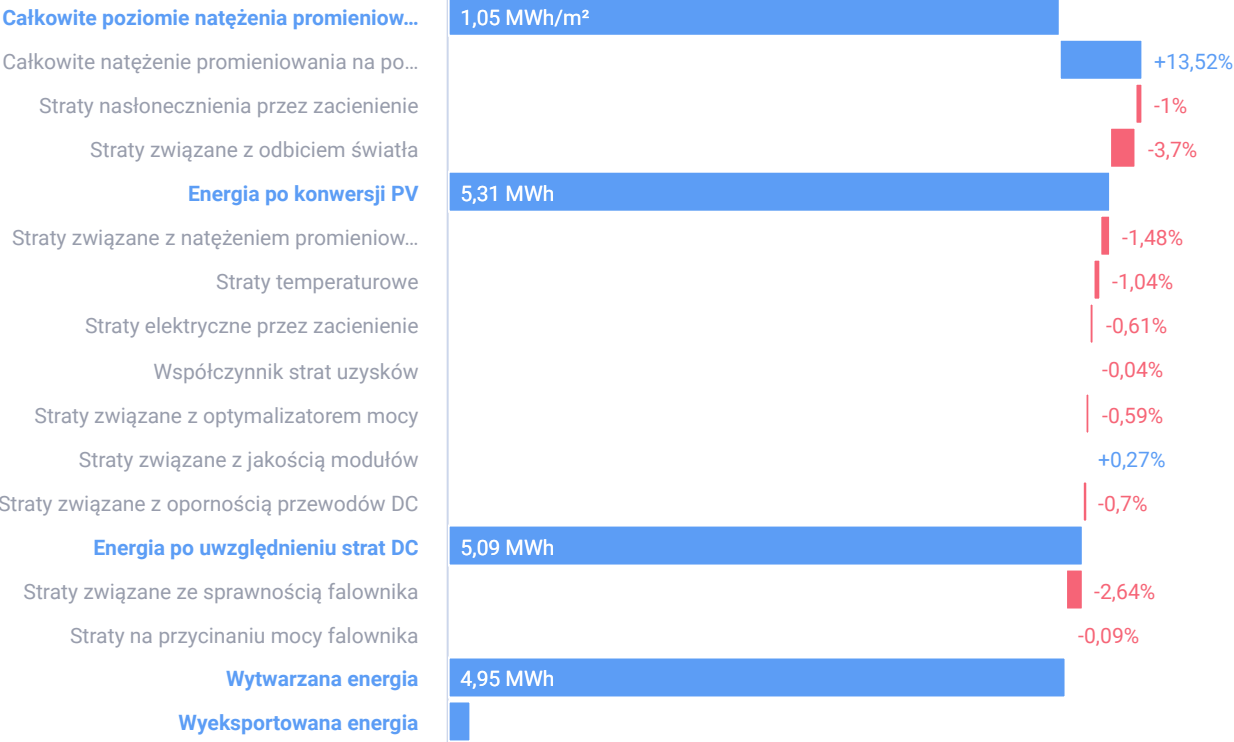 Całkowite poziomie natężenia promieniow… 1,05 MWh/m²
Całkowite natężenie promieniowania na po… +13,52%
Straty nasłonecznienia przez zacienienie -1%
Straty związane z odbiciem światła -3,7%
Energia po konwersji PV 5,31 MWh
Straty związane z natężeniem promieniow… -1,48%
Straty temperaturowe -1,04%
Straty elektryczne przez zacienienie -0,61%
Współczynnik strat uzysków -0,04%
Straty związane z optymalizatorem mocy -0,59%
Straty związane z jakością modułów +0,27%
Straty związane z opornością przewodów DC -0,7%
Energia po uwzględnieniu strat DC 5,09 MWh
Straty związane ze sprawnością falownika -2,64%
Straty na przycinaniu mocy falownika -0,09%
Wytwarzana energia 4,95 MWh
Wyeksportowana energia